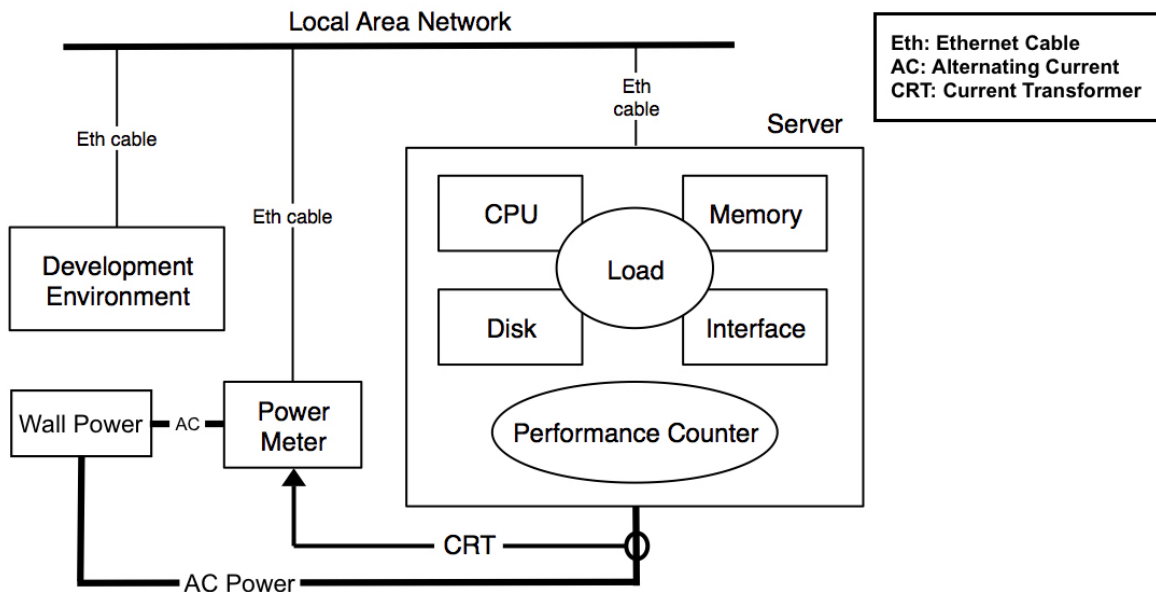 Local Area Network
Eth: Ethernet Cable
AC: Alternating Current
CRT: Current Transformer
Eth cable
Eth cable
Eth
cable
Server
Development
Environment
CPU
Memory
Load
Disk
Interface
Performance Counter
Wall Power
AC
Power
Meter
CRT
AC Power